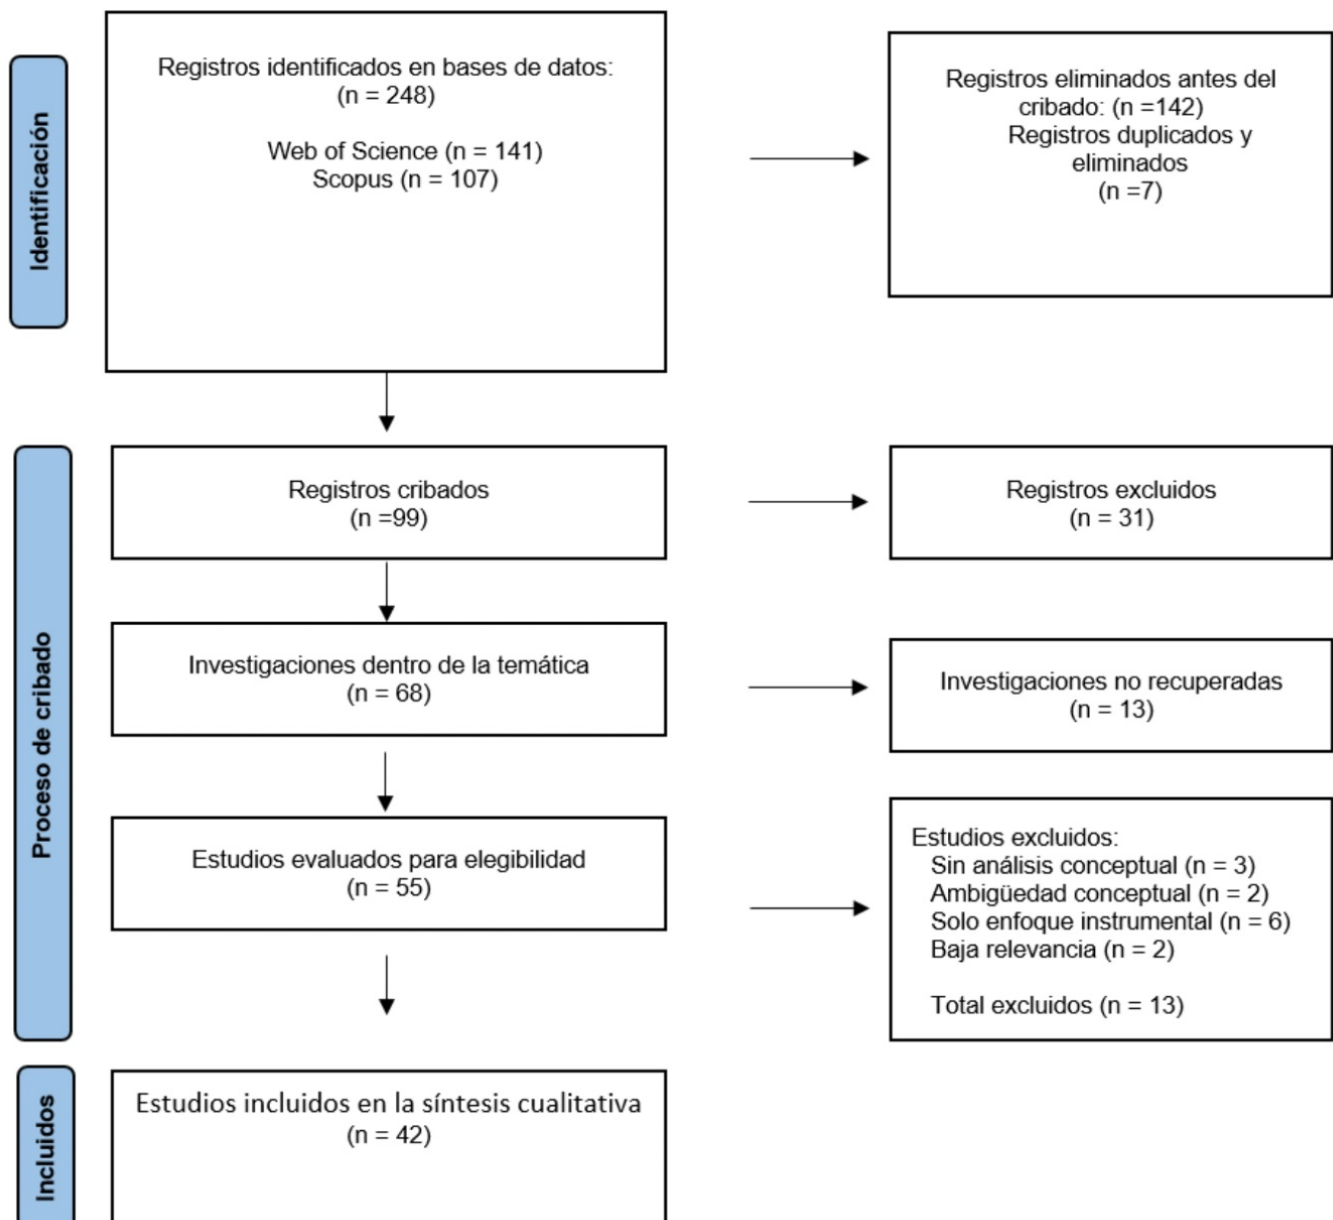 Identificación
Registros identificados en bases de datos:
(n = 248)
Web of Science (n = 141)
Scopus (n = 107)
Registros eliminados antes del
cribado: (n =142)
Registros duplicados y
eliminados
(n =7)
Proceso de cribado
Registros cribados
(n =99)
Registros excluidos
(n = 31)
Investigaciones dentro de la temática
(n = 68)
Investigaciones no recuperadas
(n = 13)
Estudios evaluados para elegibilidad
(n = 55)
Estudios excluidos:
Sin análisis conceptual (n = 3)
Ambigüedad conceptual (n = 2)
Solo enfoque instrumental (n = 6)
Baja relevancia (n = 2)
Total excluidos (n = 13)
Incluidos
Estudios incluidos en la síntesis cualitativa
(n = 42)